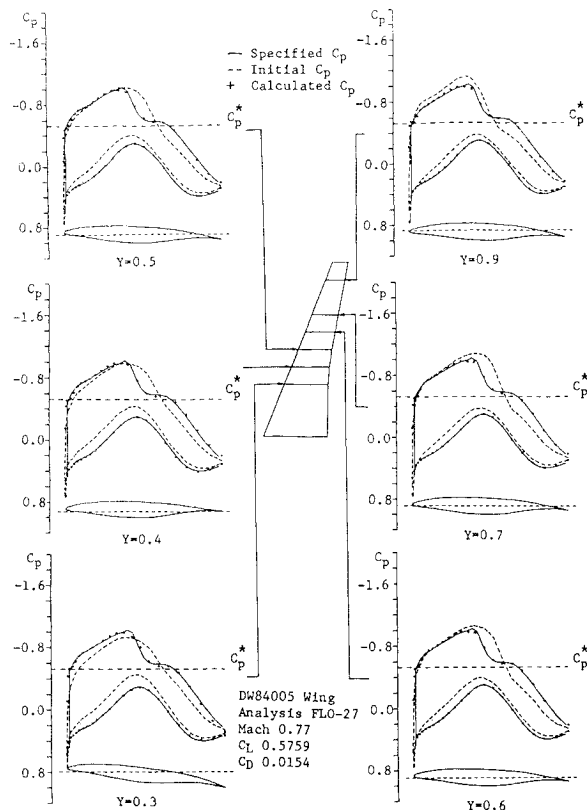 Cp
-1.6
-0.8
0.0
0.8
Cp*
Y=0.5
— Specified Cp
-- Initial Cp
+ Calculated Cp
Cp
-1.6
-0.8
0.0
0.8
Cp*
Y=0.9
Cp
-1.6
-0.8
0.0
0.8
Cp*
Y=0.4
Cp
-1.6
-0.8
0.0
0.8
Cp*
Y=0.7
Cp
-1.6
-0.8
0.0
0.8
Cp*
Y=0.3
DW84005 Wing
Analysis FLO-27
Mach 0.77
CL 0.5759
CD 0.0154
Cp
-1.6
-0.8
0.0
0.8
Cp*
Y=0.6